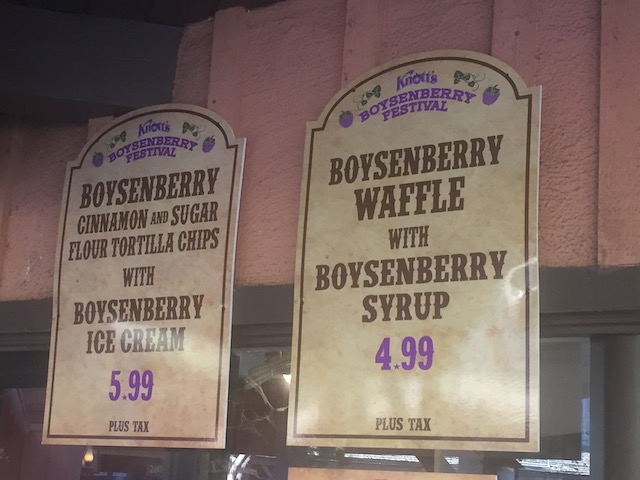 Knott's
BOYSENBERRY
FESTIVAL
BOYSENBERRY
CINNAMON AND SUGAR
FLOUR TORTILLA CHIPS
WITH
BOYSENBERRY
ICE CREAM
5.99
PLUS TAX
Knott's
BOYSENBERRY
FESTIVAL
BOYSENBERRY
WAFFLE
WITH
BOYSENBERRY
SYRUP
4.99
PLUS TAX